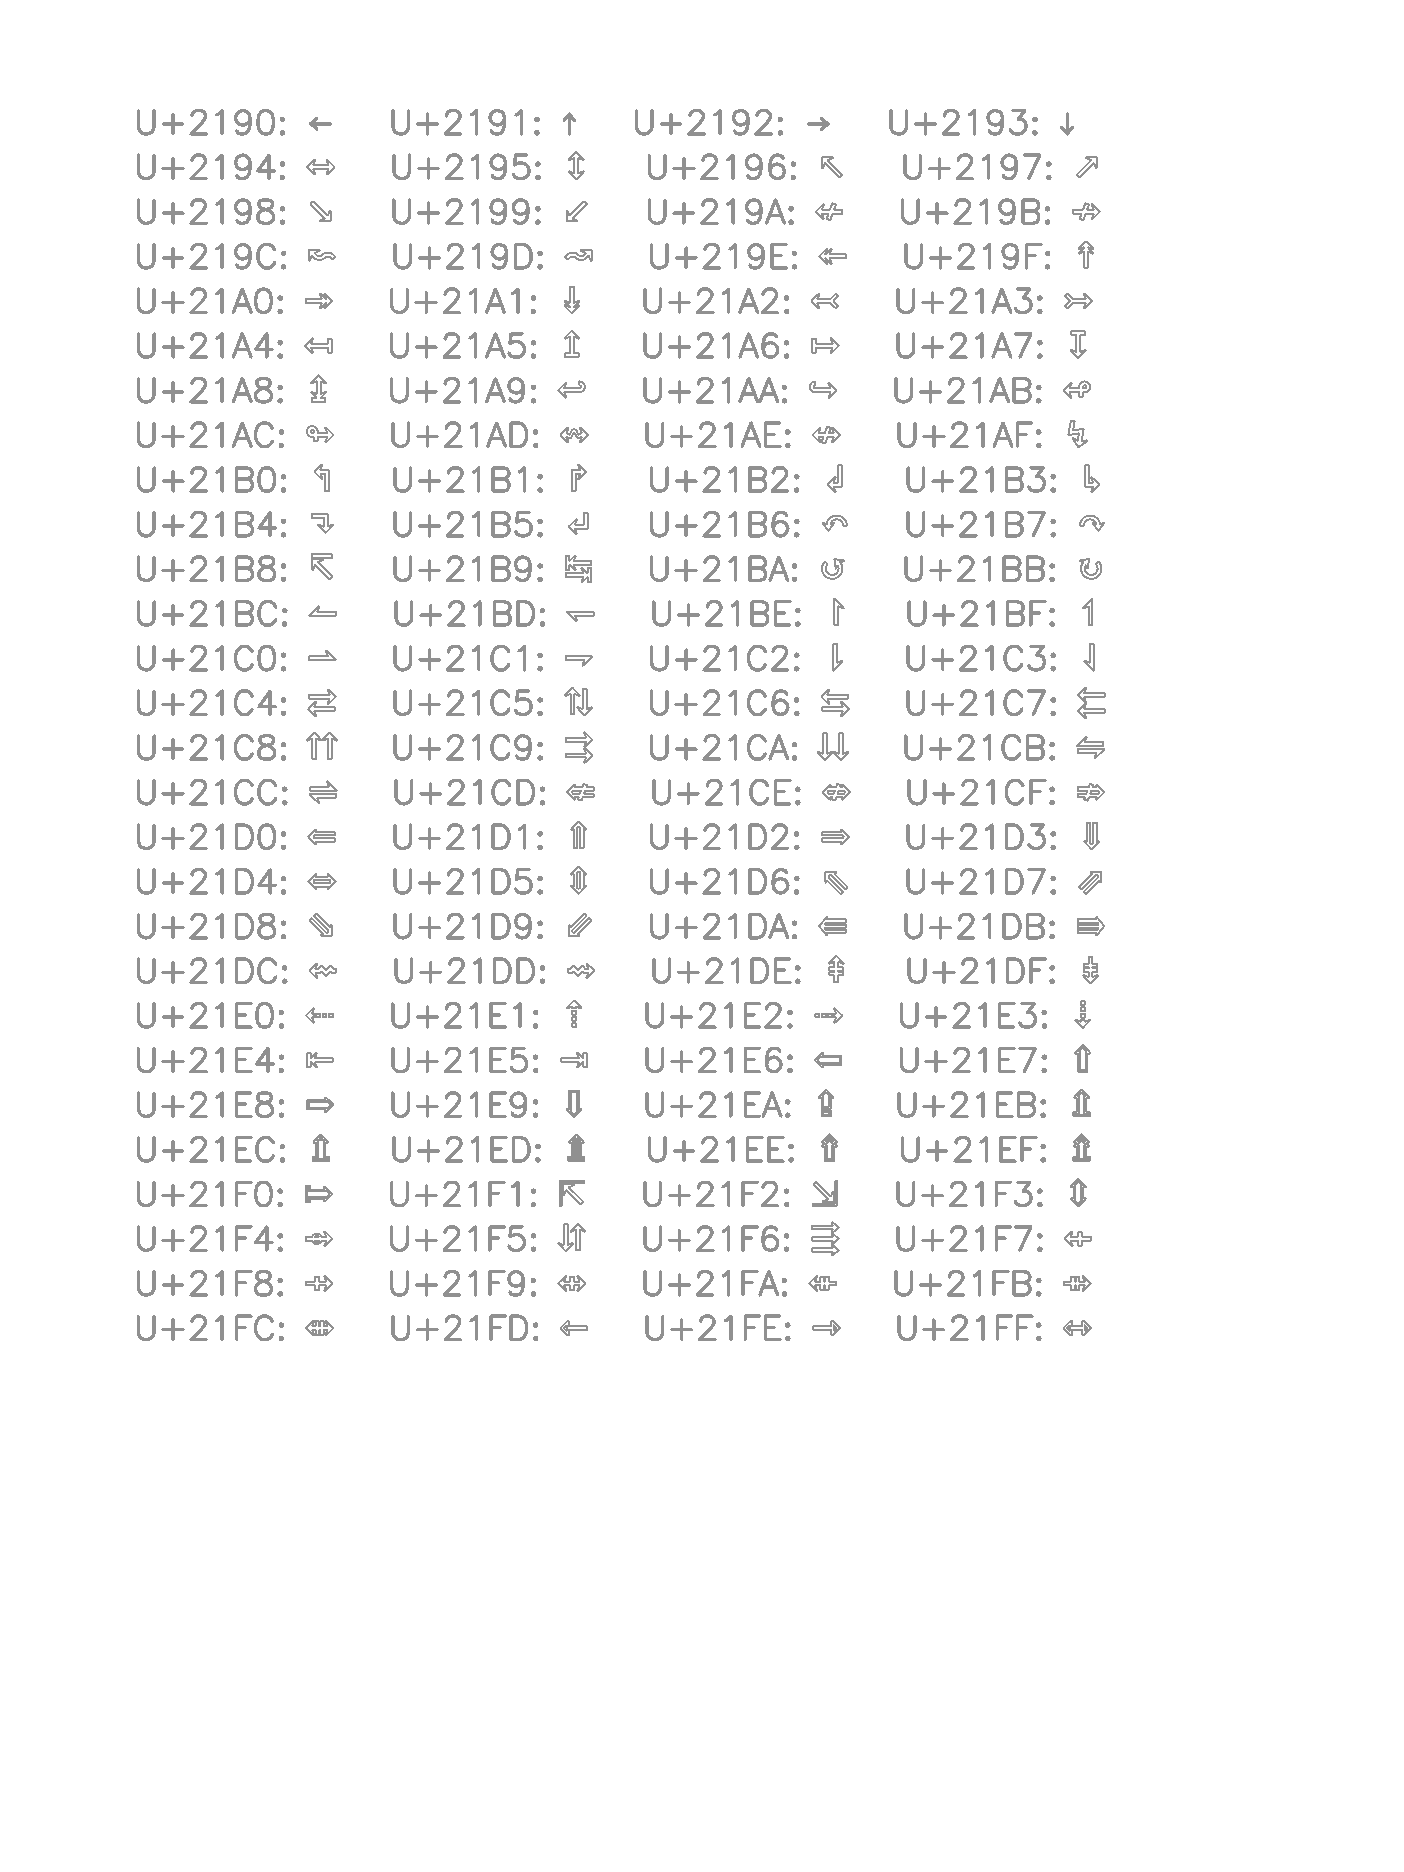 U+2190: ← U+2191: ↑ U+2192: → U+2193: ↓
U+2194: ↔ U+2195: ↕ U+2196: ↖ U+2197: ↗
U+2198: ↘ U+2199: ↙ U+219A: ↚ U+219B: ↛
U+219C: ↜ U+219D: ↝ U+219E: ↞ U+219F: ↟
U+21A0: ↠ U+21A1: ↡ U+21A2: ↢ U+21A3: ↣
U+21A4: ↤ U+21A5: ↥ U+21A6: ↦ U+21A7: ↧
U+21A8: ↨ U+21A9: ↩ U+21AA: ↪ U+21AB: ↫
U+21AC: ↬ U+21AD: ↭ U+21AE: ↮ U+21AF: ↯
U+21B0: ↰ U+21B1: ↱ U+21B2: ↲ U+21B3: ↳
U+21B4: ↴ U+21B5: ↵ U+21B6: ↶ U+21B7: ↷
U+21B8: ↸ U+21B9: ↹ U+21BA: ↺ U+21BB: ↻
U+21BC: ↼ U+21BD: ↽ U+21BE: ↾ U+21BF: ↿
U+21C0: ⇀ U+21C1: ⇁ U+21C2: ⇂ U+21C3: ⇃
U+21C4: ⇄ U+21C5: ⇅ U+21C6: ⇆ U+21C7: ⇇
U+21C8: ⇈ U+21C9: ⇉ U+21CA: ⇊ U+21CB: ⇋
U+21CC: ⇌ U+21CD: ⇍ U+21CE: ⇎ U+21CF: ⇏
U+21D0: ⇐ U+21D1: ⇑ U+21D2: ⇒ U+21D3: ⇓
U+21D4: ⇔ U+21D5: ⇕ U+21D6: ⇖ U+21D7: ⇗
U+21D8: ⇘ U+21D9: ⇙ U+21DA: ⇚ U+21DB: ⇛
U+21DC: ⇜ U+21DD: ⇝ U+21DE: ⇞ U+21DF: ⇟
U+21E0: ⇠ U+21E1: ⇡ U+21E2: ⇢ U+21E3: ⇣
U+21E4: ⇤ U+21E5: ⇥ U+21E6: ⇦ U+21E7: ⇧
U+21E8: ⇨ U+21E9: ⇩ U+21EA: ⇪ U+21EB: ⇫
U+21EC: ⇬ U+21ED: ⇭ U+21EE: ⇮ U+21EF: ⇯
U+21F0: ⇰ U+21F1: ⇱ U+21F2: ⇲ U+21F3: ⇳
U+21F4: ⇴ U+21F5: ⇵ U+21F6: ⇶ U+21F7: ⇷
U+21F8: ⇸ U+21F9: ⇹ U+21FA: ⇺ U+21FB: ⇻
U+21FC: ⇼ U+21FD: ⇽ U+21FE: ⇾ U+21FF: ⇿